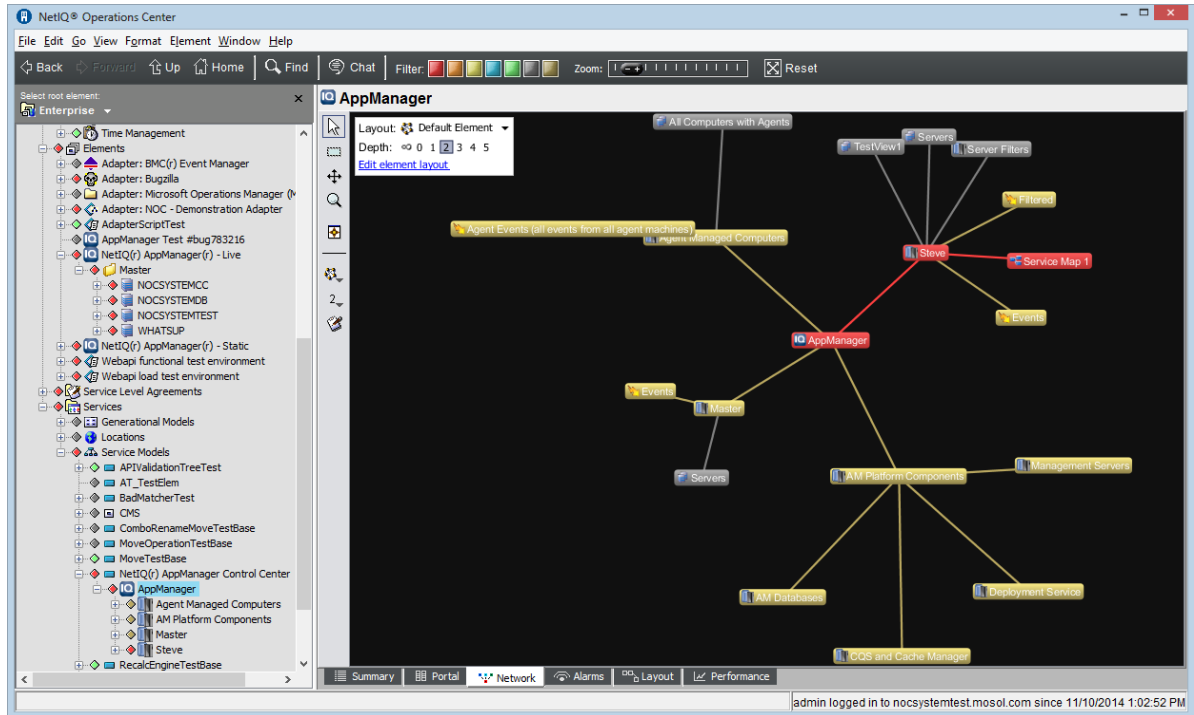 NetIQ® Operations Center
File Edit Go View Format Element Window Help
Back Forward Up Home Find Chat Filter: Zoom: Reset
Select root element:
Enterprise
Time Management
Elements
Adapter: BMC(r) Event Manager
Adapter: Bugzilla
Adapter: Microsoft Operations Manager (M
Adapter: NOC - Demonstration Adapter
AdapterScriptTest
AppManager Test #bug783216
NetIQ(r) AppManager(r) - Live
Master
NOCSYSTEMCC
NOCSYSTEMDB
NOCSYSTEMTEST
WHATSUP
NetIQ(r) AppManager(r) - Static
Webapi functional test environment
Webapi load test environment
Service Level Agreements
Services
Generational Models
Locations
Service Models
APIValidationTreeTest
AT_TestElem
BadMatcherTest
CMS
ComboRenameMoveTestBase
MoveOperationTestBase
MoveTestBase
NetIQ(r) AppManager Control Center
AppManager
Agent Managed Computers
AM Platform Components
Master
Steve
RecalcEngineTestBase
IQ AppManager
Layout: Default Element
Depth: ∞ 0 1 2 3 4 5
Edit element layout
2
All Computers with Agents
TestView1
Servers
Server Filters
Filtered
Agent Events (all events from all agent machines)
Agent Managed Computers
Steve
Service Map 1
Events
IQ AppManager
Events
Master
Servers
AM Platform Components
Management Servers
AM Databases
Deployment Service
CQS and Cache Manager
Summary Portal Network Alarms Layout Performance
admin logged in to nocsystemtest.mosol.com since 11/10/2014 1:02:52 PM